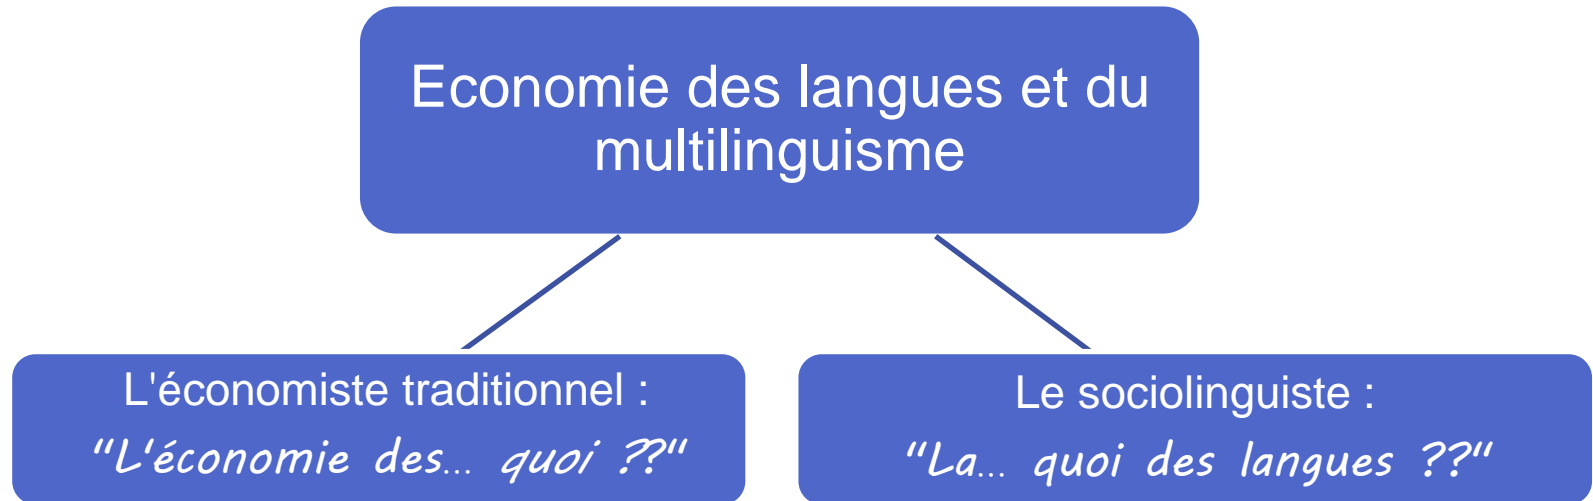 Economie des langues et du
multilinguisme
L'économiste traditionnel :
"L'économie des... quoi ??"
Le sociolinguiste :
"La... quoi des langues ??"